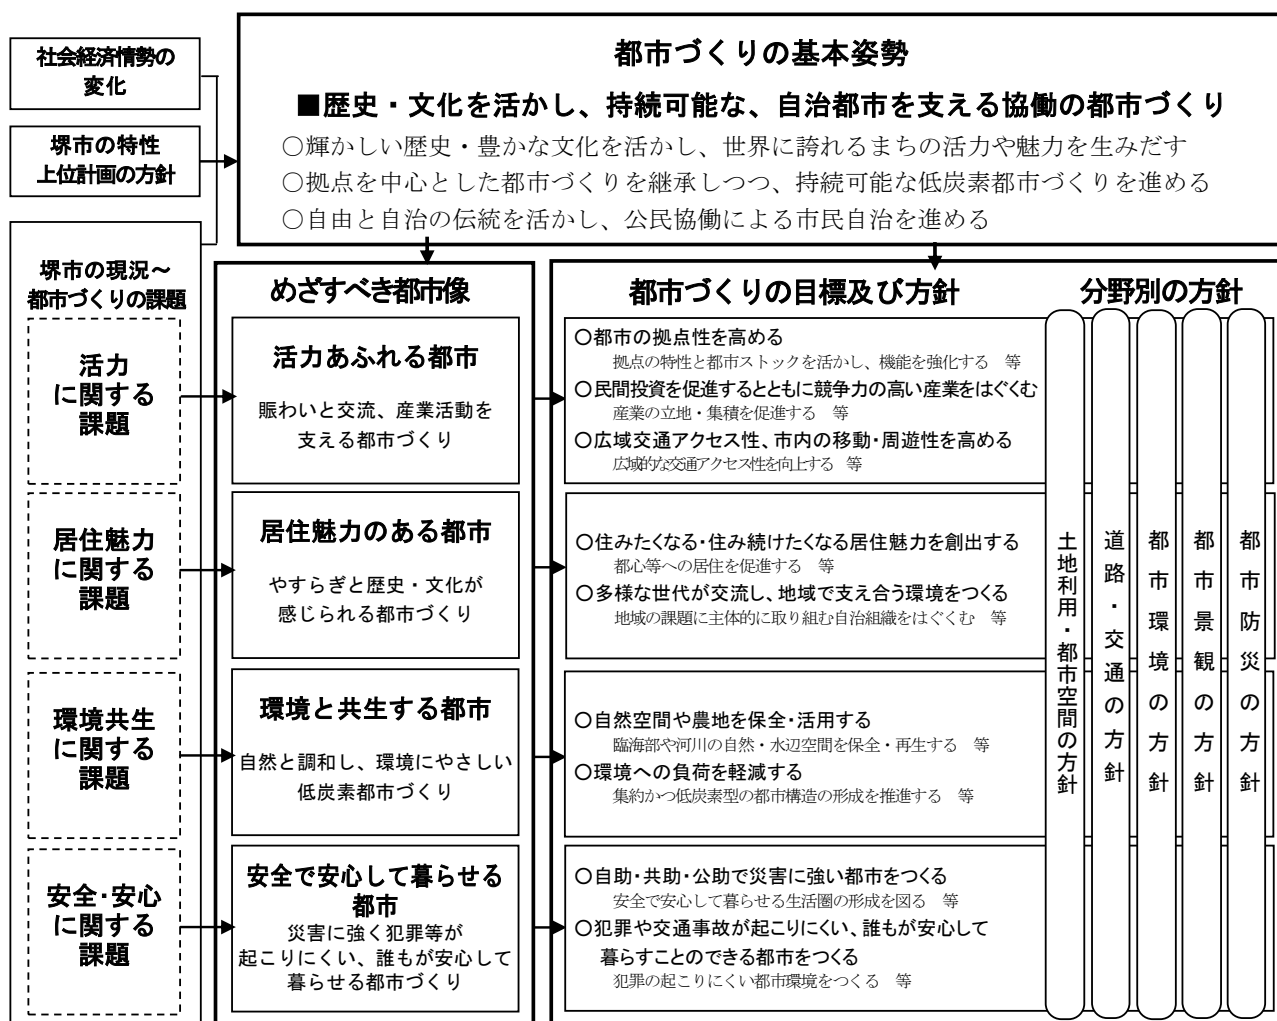 社会経済情勢の
変化
堺市の特性
上位計画の方針
都市づくりの基本姿勢
■歴史・文化を活かし、持続可能な、自治都市を支える協働の都市づくり
○輝かしい歴史・豊かな文化を活かし、世界に誇れるまちの活力や魅力を生みだす
○拠点を中心とした都市づくりを継承しつつ、持続可能な低炭素都市づくりを進める
○自由と自治の伝統を活かし、公民協働による市民自治を進める
堺市の現況～
都市づくりの課題
めざすべき都市像
都市づくりの目標及び方針
分野別の方針
活力
に関する
課題
活力あふれる都市
賑わいと交流、産業活動を
支える都市づくり
○都市の拠点性を高める
拠点の特性と都市ストックを活かし、機能を強化する 等
○民間投資を促進するとともに競争力の高い産業をはぐくむ
産業の立地・集積を促進する 等
○広域交通アクセス性、市内の移動・周遊性を高める
広域的な交通アクセス性を向上する 等
居住魅力
に関する
課題
居住魅力のある都市
やすらぎと歴史・文化が
感じられる都市づくり
○住みたくなる・住み続けたくなる居住魅力を創出する
都心等への居住を促進する 等
○多様な世代が交流し、地域で支え合う環境をつくる
地域の課題に主体的に取り組む自治組織をはぐくむ 等
環境共生
に関する
課題
環境と共生する都市
自然と調和し、環境にやさしい
低炭素都市づくり
○自然空間や農地を保全・活用する
臨海部や河川の自然・水辺空間を保全・再生する 等
○環境への負荷を軽減する
集約かつ低炭素型の都市構造の形成を推進する 等
安全・安心
に関する
課題
安全で安心して暮らせる
都市
災害に強く犯罪等が
起こりにくい、誰もが安心して
暮らせる都市づくり
○自助・共助・公助で災害に強い都市をつくる
安全で安心して暮らせる生活圏の形成を図る 等
○犯罪や交通事故が起こりにくい、誰もが安心して
暮らすことのできる都市をつくる
犯罪の起こりにくい都市環境をつくる 等
土地利用・都市空間の方針
道路・交通の方針
都市環境の方針
都市景観の方針
都市防災の方針